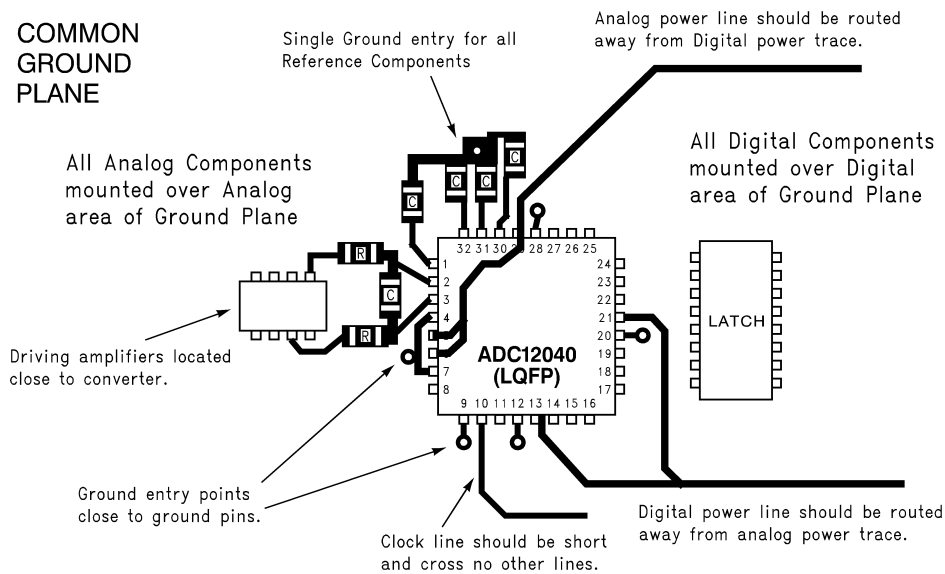 COMMON
GROUND
PLANE
Analog power line should be routed
away from Digital power trace.
Single Ground entry for all
Reference Components
All Analog Components
mounted over Analog
area of Ground Plane
All Digital Components
mounted over Digital
area of Ground Plane
C
C
C
C
R
C
R
32 31 30 29 28 27 26 25
1
2
3
4
7
8
24
23
22
21
20
19
18
17
9 10 11 12 13 14 15 16
ADC12040
(LQFP)
LATCH
Driving amplifiers located
close to converter.
Ground entry points
close to ground pins.
Clock line should be short
and cross no other lines.
Digital power line should be routed
away from analog power trace.